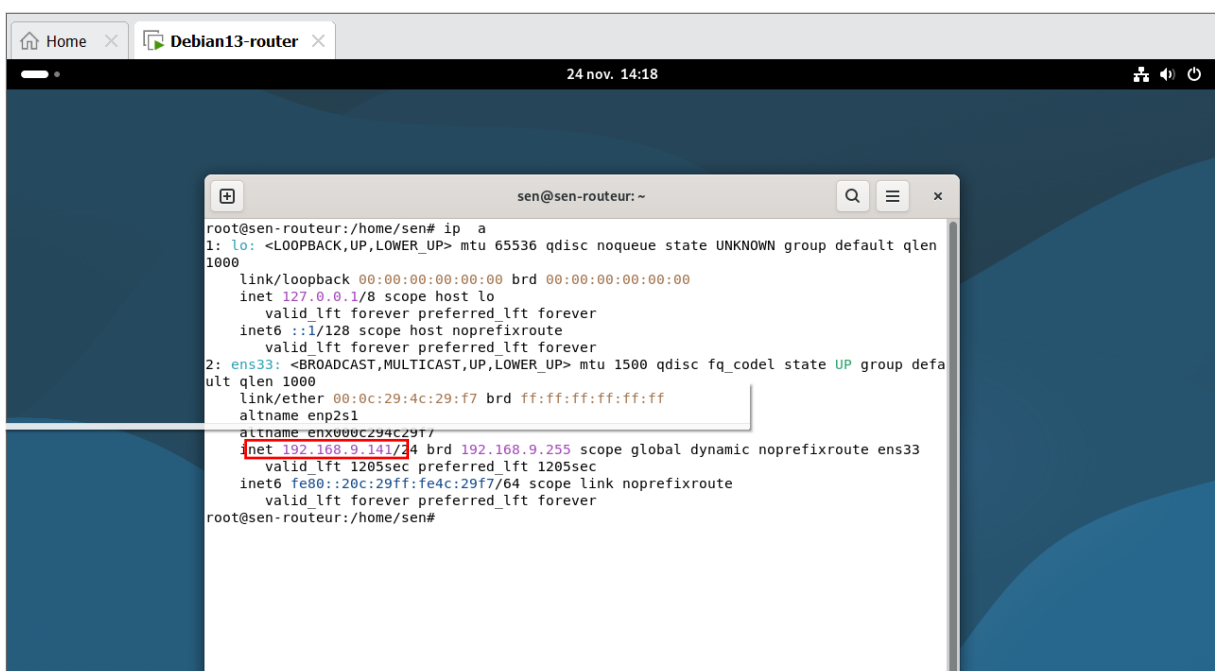 Home
Debian13-router
24 nov. 14:18
sen@sen-routeur: ~
root@sen-routeur:/home/sen# ip  a
1: lo: <LOOPBACK,UP,LOWER_UP> mtu 65536 qdisc noqueue state UNKNOWN group default qlen
1000
    link/loopback 00:00:00:00:00:00 brd 00:00:00:00:00:00
    inet 127.0.0.1/8 scope host lo
       valid_lft forever preferred_lft forever
    inet6 ::1/128 scope host noprefixroute
       valid_lft forever preferred_lft forever
2: ens33: <BROADCAST,MULTICAST,UP,LOWER_UP> mtu 1500 qdisc fq_codel state UP group defa
ult qlen 1000
    link/ether 00:0c:29:4c:29:f7 brd ff:ff:ff:ff:ff:ff
    altname enp2s1
    altname enx000c294c29f7
    inet 192.168.9.141/24 brd 192.168.9.255 scope global dynamic noprefixroute ens33
       valid_lft 1205sec preferred_lft 1205sec
    inet6 fe80::20c:29ff:fe4c:29f7/64 scope link noprefixroute
       valid_lft forever preferred_lft forever
root@sen-routeur:/home/sen#